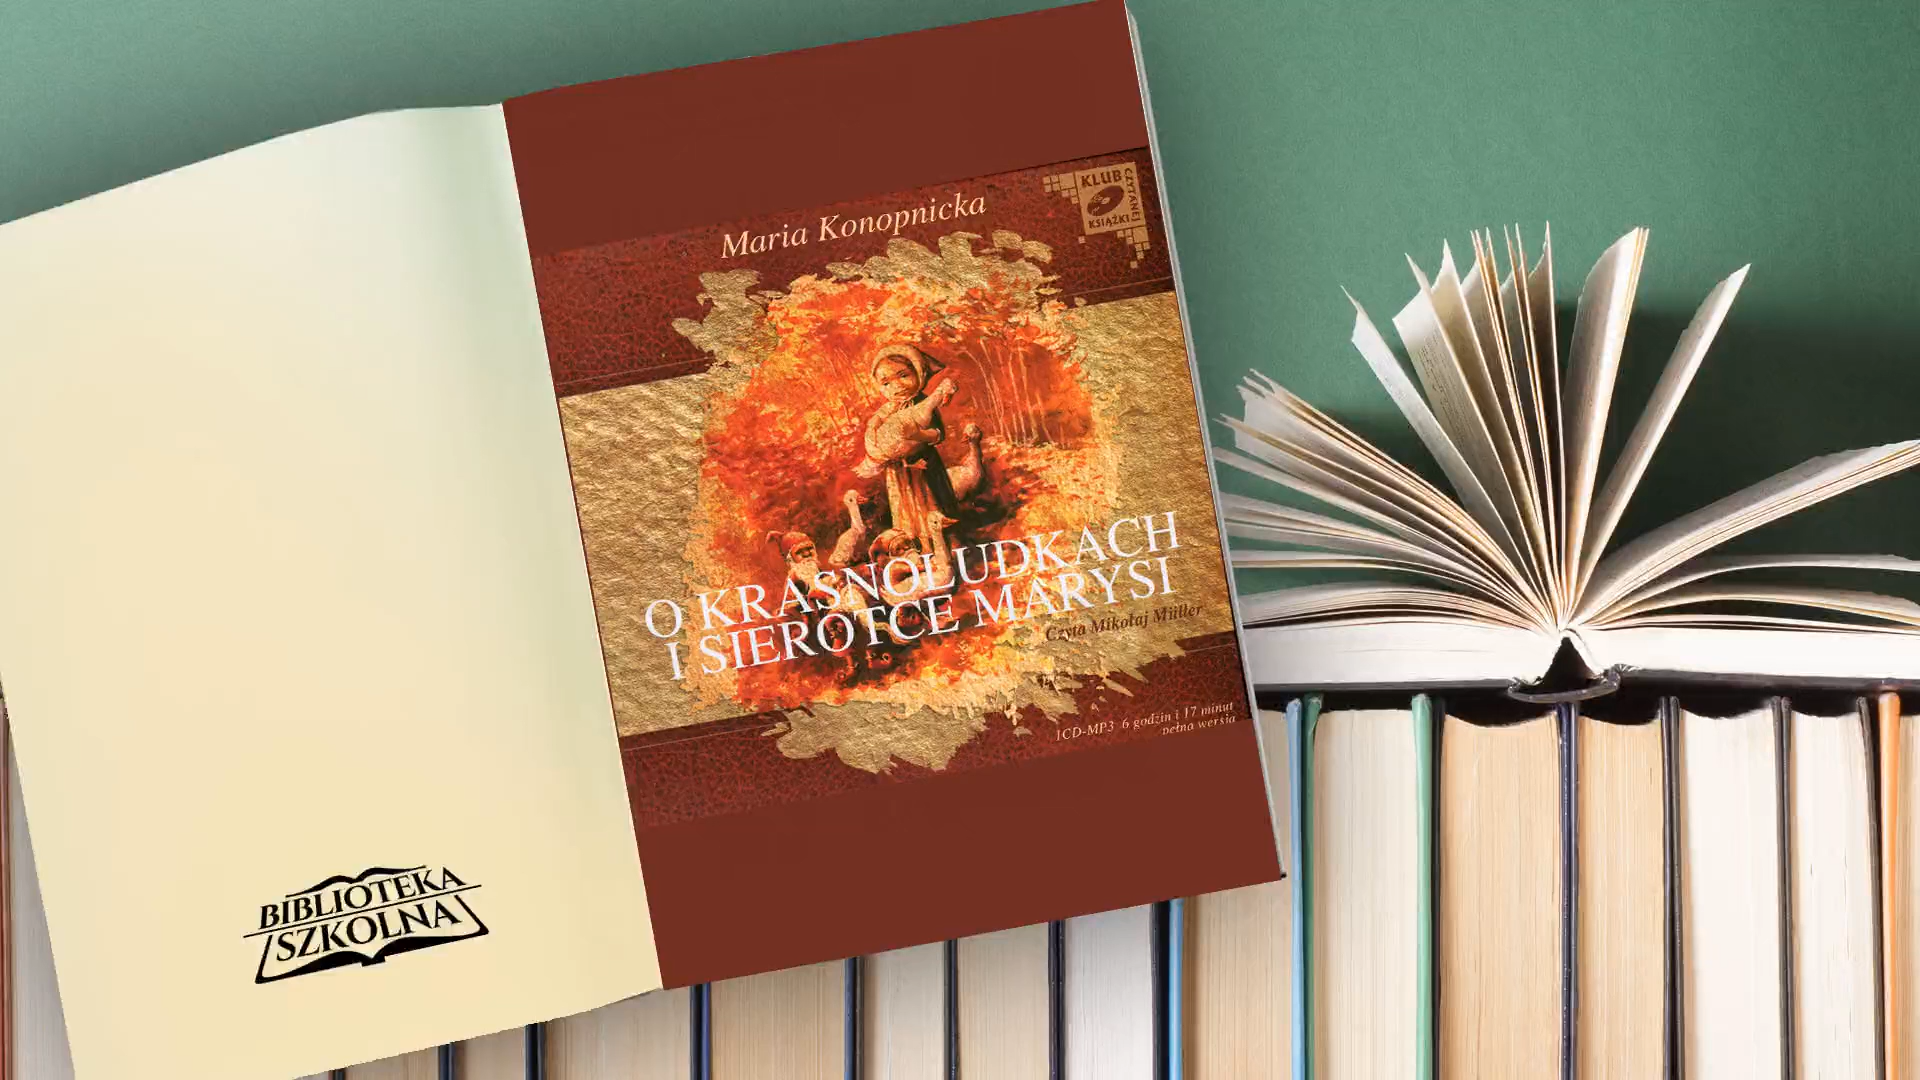 Maria Konopnicka
KLUB
CZYTANEJ
KSIĄŻKI
O KRASNOLUDKACH
I SIEROTCE MARYSI
Czyta Mikołaj Müller
1CD-MP3 6 godzin i 17 minut
pełna wersja
BIBLIOTEKA
SZKOLNA